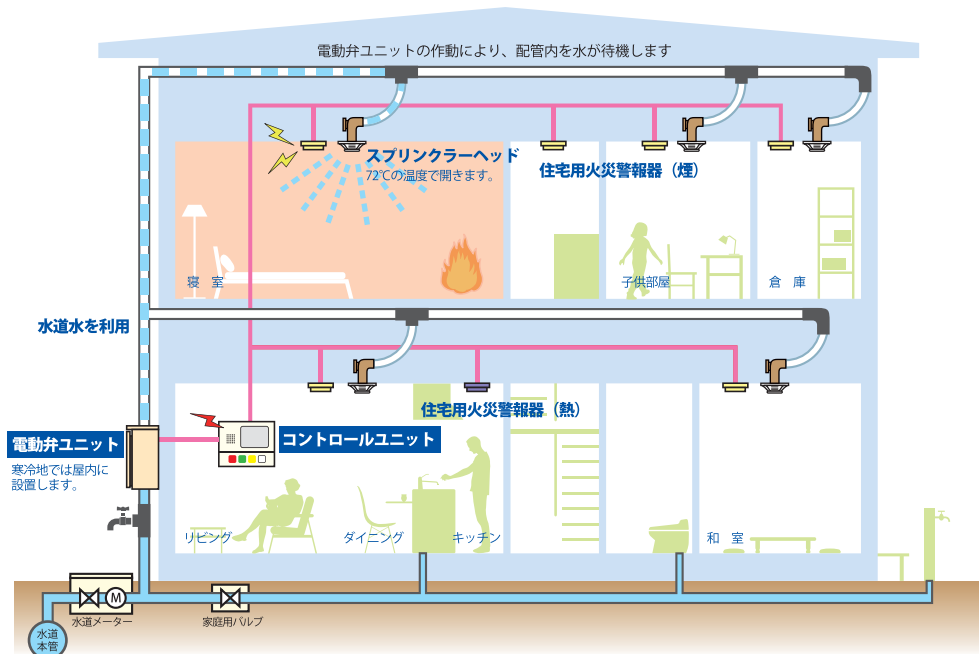 電動弁ユニットの作動により、配管内を水が待機します
スプリンクラーヘッド
72℃の温度で開きます。
住宅用火災警報器（煙）
寝　室
子供部屋
倉　庫
水道水を利用
住宅用火災警報器（熱）
電動弁ユニット
寒冷地では屋内に
設置します。
コントロールユニット
リビング
ダイニング
キッチン
和　室
M
水道メーター
家庭用バルブ
水道
本管